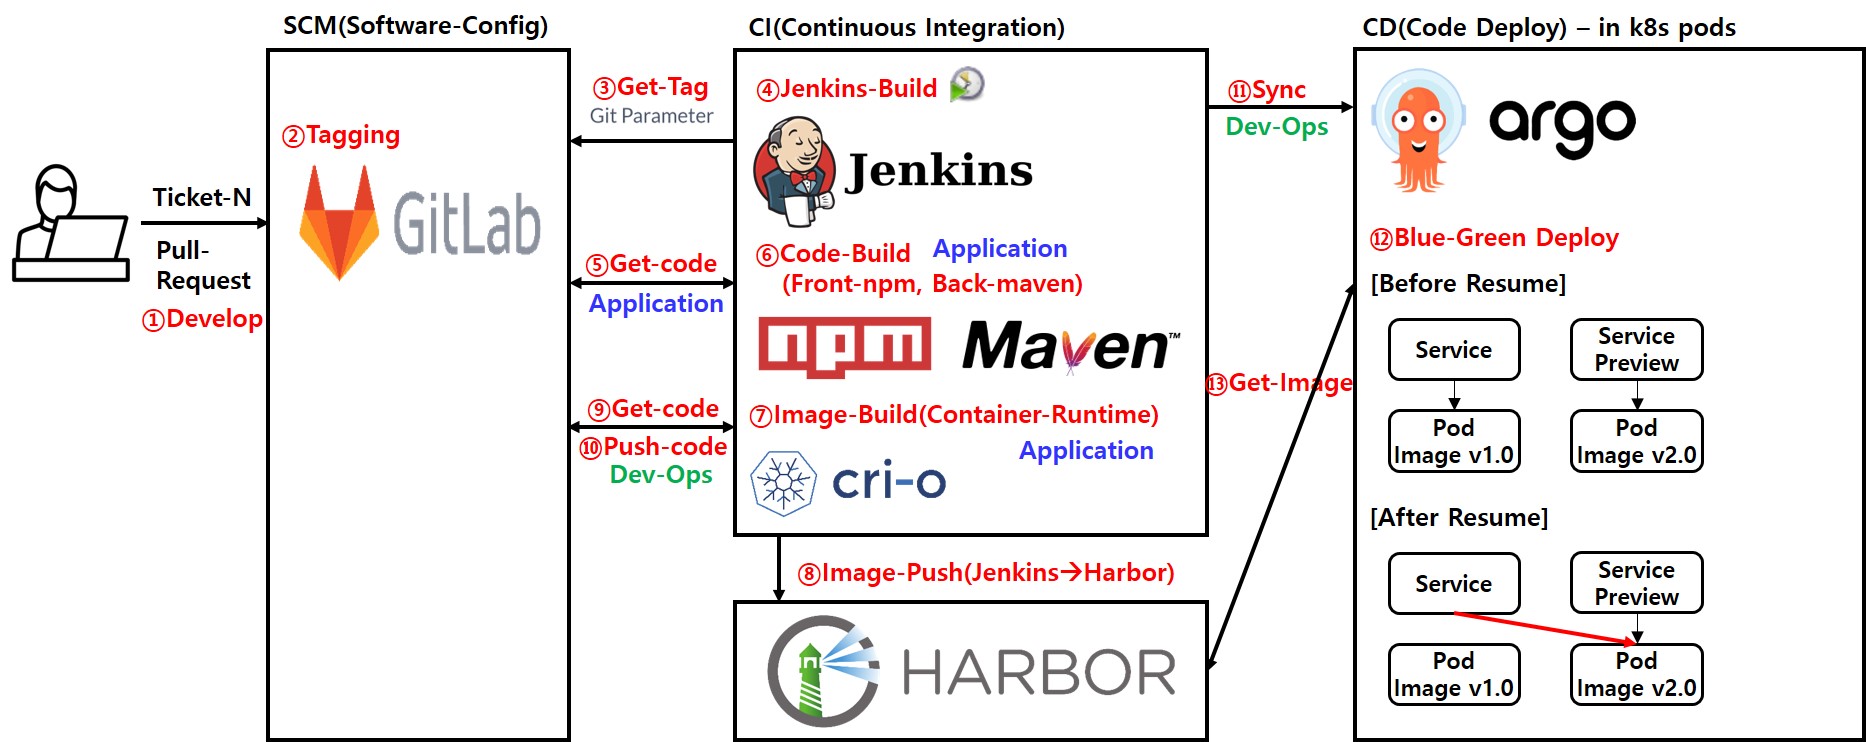 SCM(Software-Config)
CI(Continuous Integration)
CD(Code Deploy) – in k8s pods
Ticket-N
Pull-
Request
①Develop
②Tagging
GitLab
③Get-Tag
Git Parameter
⑤Get-code
Application
⑨Get-code
⑩Push-code
Dev-Ops
④Jenkins-Build
Jenkins
⑥Code-Build Application
(Front-npm, Back-maven)
npm
Maven™
⑦Image-Build(Container-Runtime)
Application
cri-o
⑧Image-Push(Jenkins→Harbor)
HARBOR
⑪Sync
Dev-Ops
⑬Get-Image
argo
⑫Blue-Green Deploy
[Before Resume]
Service
Service
Preview
Pod
Image v1.0
Pod
Image v2.0
[After Resume]
Service
Service
Preview
Pod
Image v1.0
Pod
Image v2.0